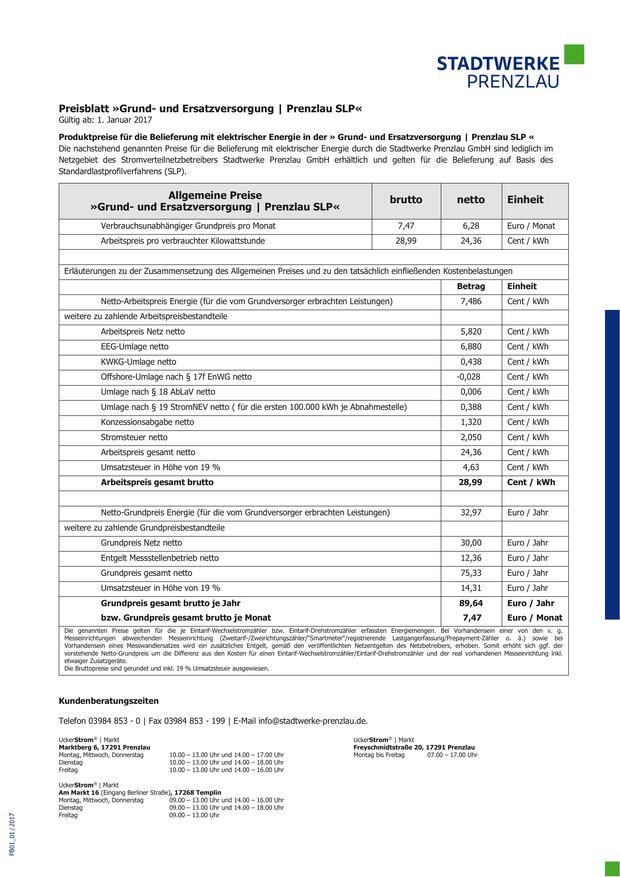 STADTWERKE
PRENZLAU
Preisblatt »Grund- und Ersatzversorgung | Prenzlau SLP«
Gültig ab: 1. Januar 2017
Produktpreise für die Belieferung mit elektrischer Energie in der » Grund- und Ersatzversorgung | Prenzlau SLP «
Die nachstehend genannten Preise für die Belieferung mit elektrischer Energie durch die Stadtwerke Prenzlau GmbH sind lediglich im
Netzgebiet des Stromverteilnetzbetreibers Stadtwerke Prenzlau GmbH erhältlich und gelten für die Belieferung auf Basis des
Standardlastprofilverfahrens (SLP).
Allgemeine Preise
»Grund- und Ersatzversorgung | Prenzlau SLP« brutto netto Einheit
Verbrauchsunabhängiger Grundpreis pro Monat 7,47 6,28 Euro / Monat
Arbeitspreis pro verbrauchter Kilowattstunde 28,99 24,36 Cent / kWh
Erläuterungen zu der Zusammensetzung des Allgemeinen Preises und zu den tatsächlich einfließenden Kostenbelastungen
Betrag Einheit
Netto-Arbeitspreis Energie (für die vom Grundversorger erbrachten Leistungen) 7,486 Cent / kWh
weitere zu zahlende Arbeitspreisbestandteile
Arbeitspreis Netz netto 5,820 Cent / kWh
EEG-Umlage netto 6,880 Cent / kWh
KWKG-Umlage netto 0,438 Cent / kWh
Offshore-Umlage nach § 17f EnWG netto -0,028 Cent / kWh
Umlage nach § 18 AbLaV netto 0,006 Cent / kWh
Umlage nach § 19 StromNEV netto ( für die ersten 100.000 kWh je Abnahmestelle) 0,388 Cent / kWh
Konzessionsabgabe netto 1,320 Cent / kWh
Stromsteuer netto 2,050 Cent / kWh
Arbeitspreis gesamt netto 24,36 Cent / kWh
Umsatzsteuer in Höhe von 19 % 4,63 Cent / kWh
Arbeitspreis gesamt brutto 28,99 Cent / kWh
Netto-Grundpreis Energie (für die vom Grundversorger erbrachten Leistungen) 32,97 Euro / Jahr
weitere zu zahlende Grundpreisbestandteile
Grundpreis Netz netto 30,00 Euro / Jahr
Entgelt Messstellenbetrieb netto 12,36 Euro / Jahr
Grundpreis gesamt netto 75,33 Euro / Jahr
Umsatzsteuer in Höhe von 19 % 14,31 Euro / Jahr
Grundpreis gesamt brutto je Jahr 89,64 Euro / Jahr
bzw. Grundpreis gesamt brutto je Monat 7,47 Euro / Monat
Die genannten Preise gelten für die je Eintarif-Wechselstromzähler bzw. Eintarif-Drehstromzähler erfassten Energiemengen. Bei Vorhandensein einer von den v. g.
Messeinrichtungen abweichenden Messeinrichtung (Zweitarif-/Zweirichtungszähler/"Smartmeter"/registrierende Lastgangerfassung/Prepayment-Zähler o. ä.) sowie bei
Vorhandensein eines Messwandlersatzes wird ein zusätzliches Entgelt, gemäß den veröffentlichten Netzentgelten des Netzbetreibers, erhoben. Somit erhöht sich ggf. der
vorstehende Netto-Grundpreis um die Differenz aus den Kosten für einen Eintarif-Wechselstromzähler/Eintarif-Drehstromzähler und der real vorhandenen Messeinrichtung inkl.
etwaiger Zusatzgeräte.
Die Bruttopreise sind gerundet und inkl. 19 % Umsatzsteuer ausgewiesen.
Kundenberatungszeiten
Telefon 03984 853 - 0 | Fax 03984 853 - 199 | E-Mail info@stadtwerke-prenzlau.de.
UckerStrom® | Markt
Marktberg 6, 17291 Prenzlau
Montag, Mittwoch, Donnerstag 10.00 – 13.00 Uhr und 14.00 – 17.00 Uhr
Dienstag 10.00 – 13.00 Uhr und 14.00 – 18.00 Uhr
Freitag 10.00 – 13.00 Uhr und 14.00 – 16.00 Uhr
UckerStrom® | Markt
Freyschmidtstraße 20, 17291 Prenzlau
Montag bis Freitag 07.00 – 17.00 Uhr
UckerStrom® | Markt
Am Markt 16 (Eingang Berliner Straße), 17268 Templin
Montag, Mittwoch, Donnerstag 09.00 – 13.00 Uhr und 14.00 – 16.00 Uhr
Dienstag 09.00 – 13.00 Uhr und 14.00 – 18.00 Uhr
Freitag 09.00 – 13.00 Uhr
PB01_01/2017